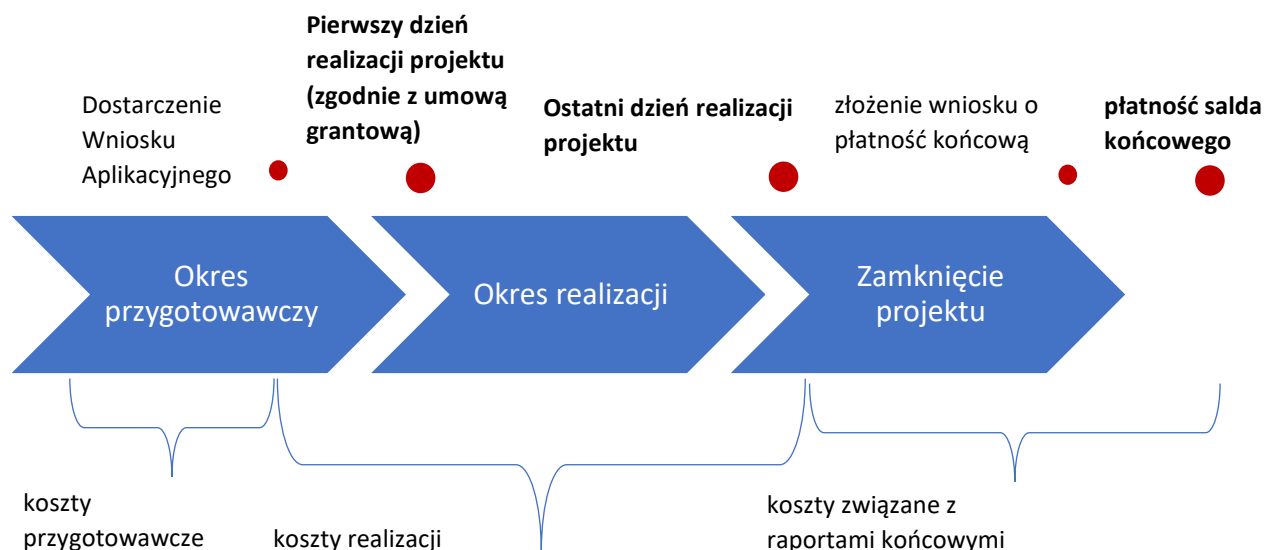 Dostarczenie
Wniosku
Aplikacyjnego
Pierwszy dzień
realizacji projektu
(zgodnie z umową
grantową)
Ostatni dzień realizacji
projektu
złożenie wniosku o
płatność końcową
płatność salda
końcowego
Okres
przygotowawczy
Okres realizacji
Zamknięcie
projektu
koszty
przygotowawcze
koszty realizacji
koszty związane z
raportami końcowymi